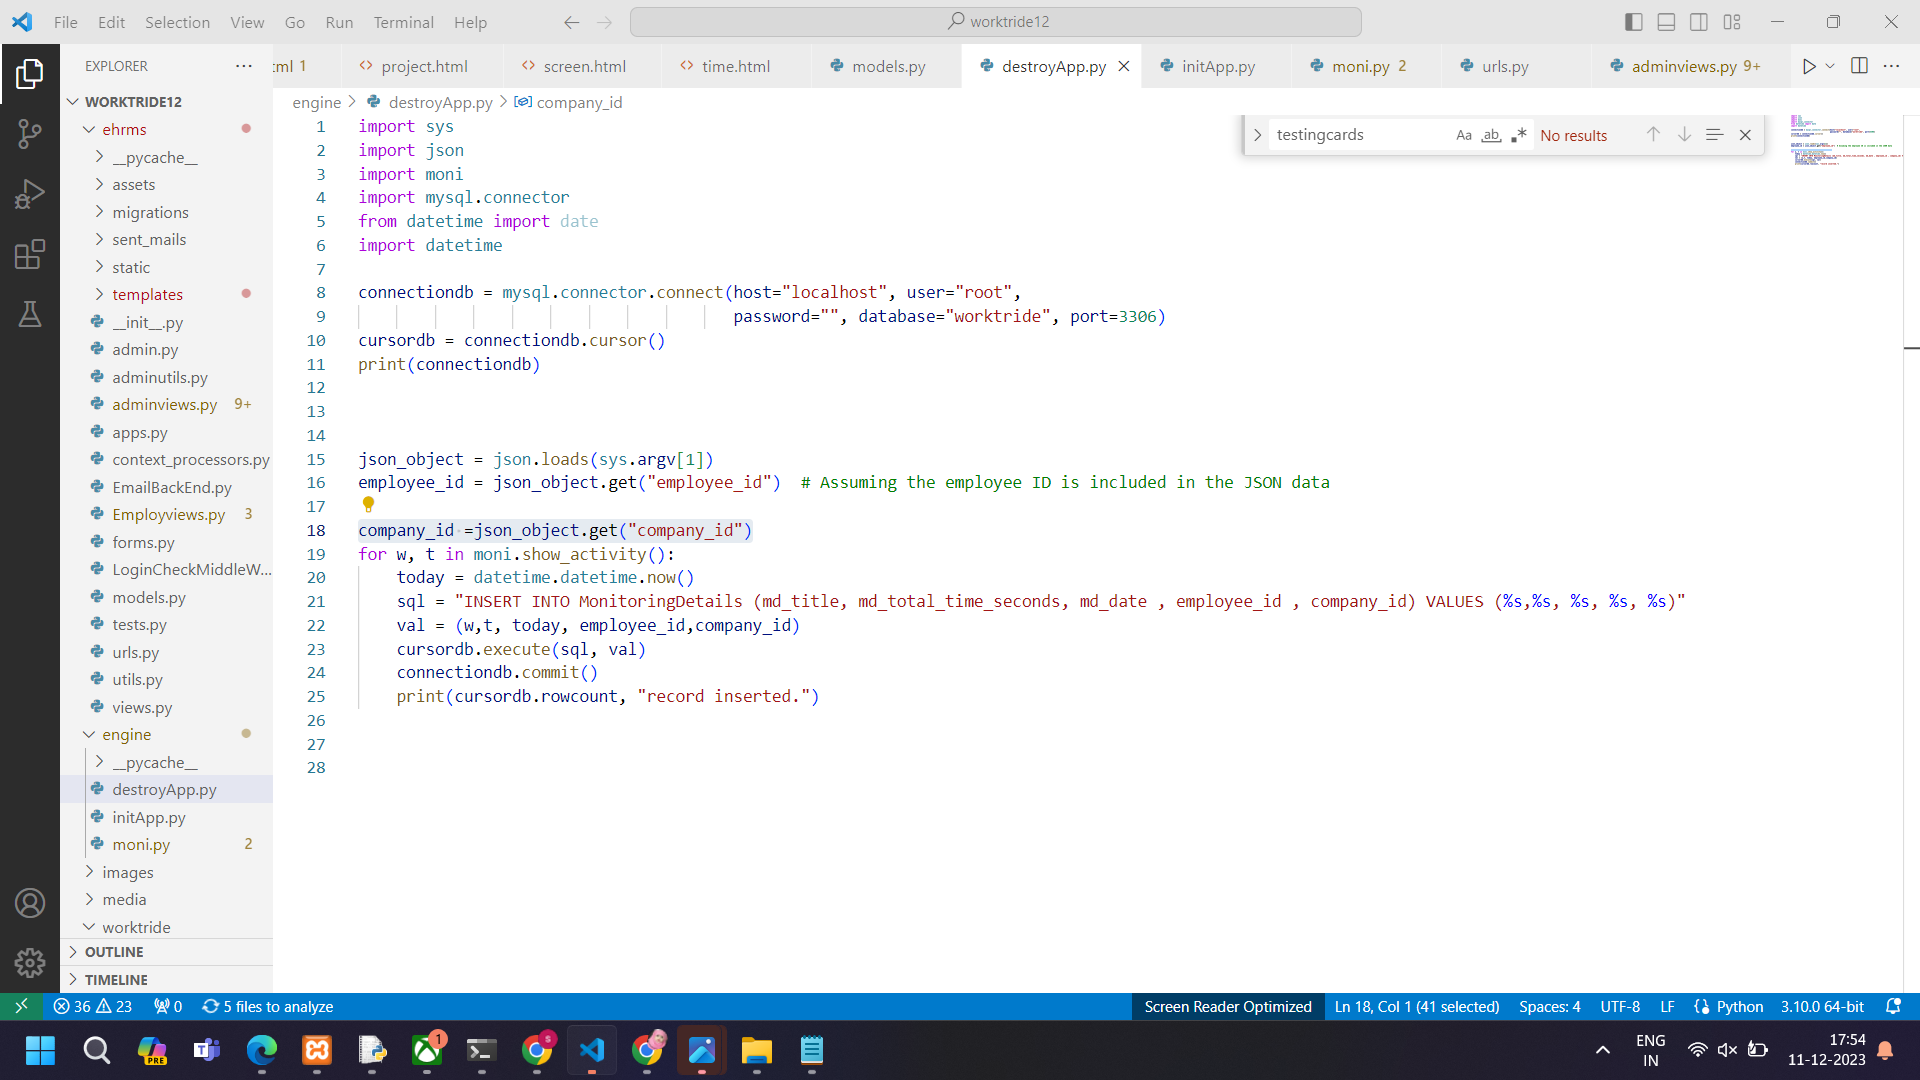 File Edit Selection View Go Run Terminal Help
worktride12
EXPLORER
tml 1
project.html
screen.html
time.html
models.py
destroyApp.py
initApp.py
moni.py 2
urls.py
adminviews.py 9+
WORKTRIDE12
ehrms
__pycache__
assets
migrations
sent_mails
static
templates
__init__.py
admin.py
adminutils.py
adminviews.py 9+
apps.py
context_processors.py
EmailBackEnd.py
Employviews.py 3
forms.py
LoginCheckMiddleW...
models.py
tests.py
urls.py
utils.py
views.py
engine
__pycache__
destroyApp.py
initApp.py
moni.py 2
images
media
worktride
OUTLINE
TIMELINE
engine > destroyApp.py > company_id
testingcards Aa ab .* No results
1 import sys
2 import json
3 import moni
4 import mysql.connector
5 from datetime import date
6 import datetime
7
8 connectiondb = mysql.connector.connect(host="localhost", user="root",
9 password="", database="worktride", port=3306)
10 cursordb = connectiondb.cursor()
11 print(connectiondb)
12
13
14
15 json_object = json.loads(sys.argv[1])
16 employee_id = json_object.get("employee_id")  # Assuming the employee ID is included in the JSON data
17
18 company_id =json_object.get("company_id")
19 for w, t in moni.show_activity():
20 today = datetime.datetime.now()
21 sql = "INSERT INTO MonitoringDetails (md_title, md_total_time_seconds, md_date , employee_id , company_id) VALUES (%s,%s, %s, %s, %s)"
22 val = (w,t, today, employee_id,company_id)
23 cursordb.execute(sql, val)
24 connectiondb.commit()
25 print(cursordb.rowcount, "record inserted.")
26
27
28
36 23 0 5 files to analyze
Screen Reader Optimized Ln 18, Col 1 (41 selected) Spaces: 4 UTF-8 LF Python 3.10.0 64-bit
PRE
1
$
ENG
IN
17:54
11-12-2023